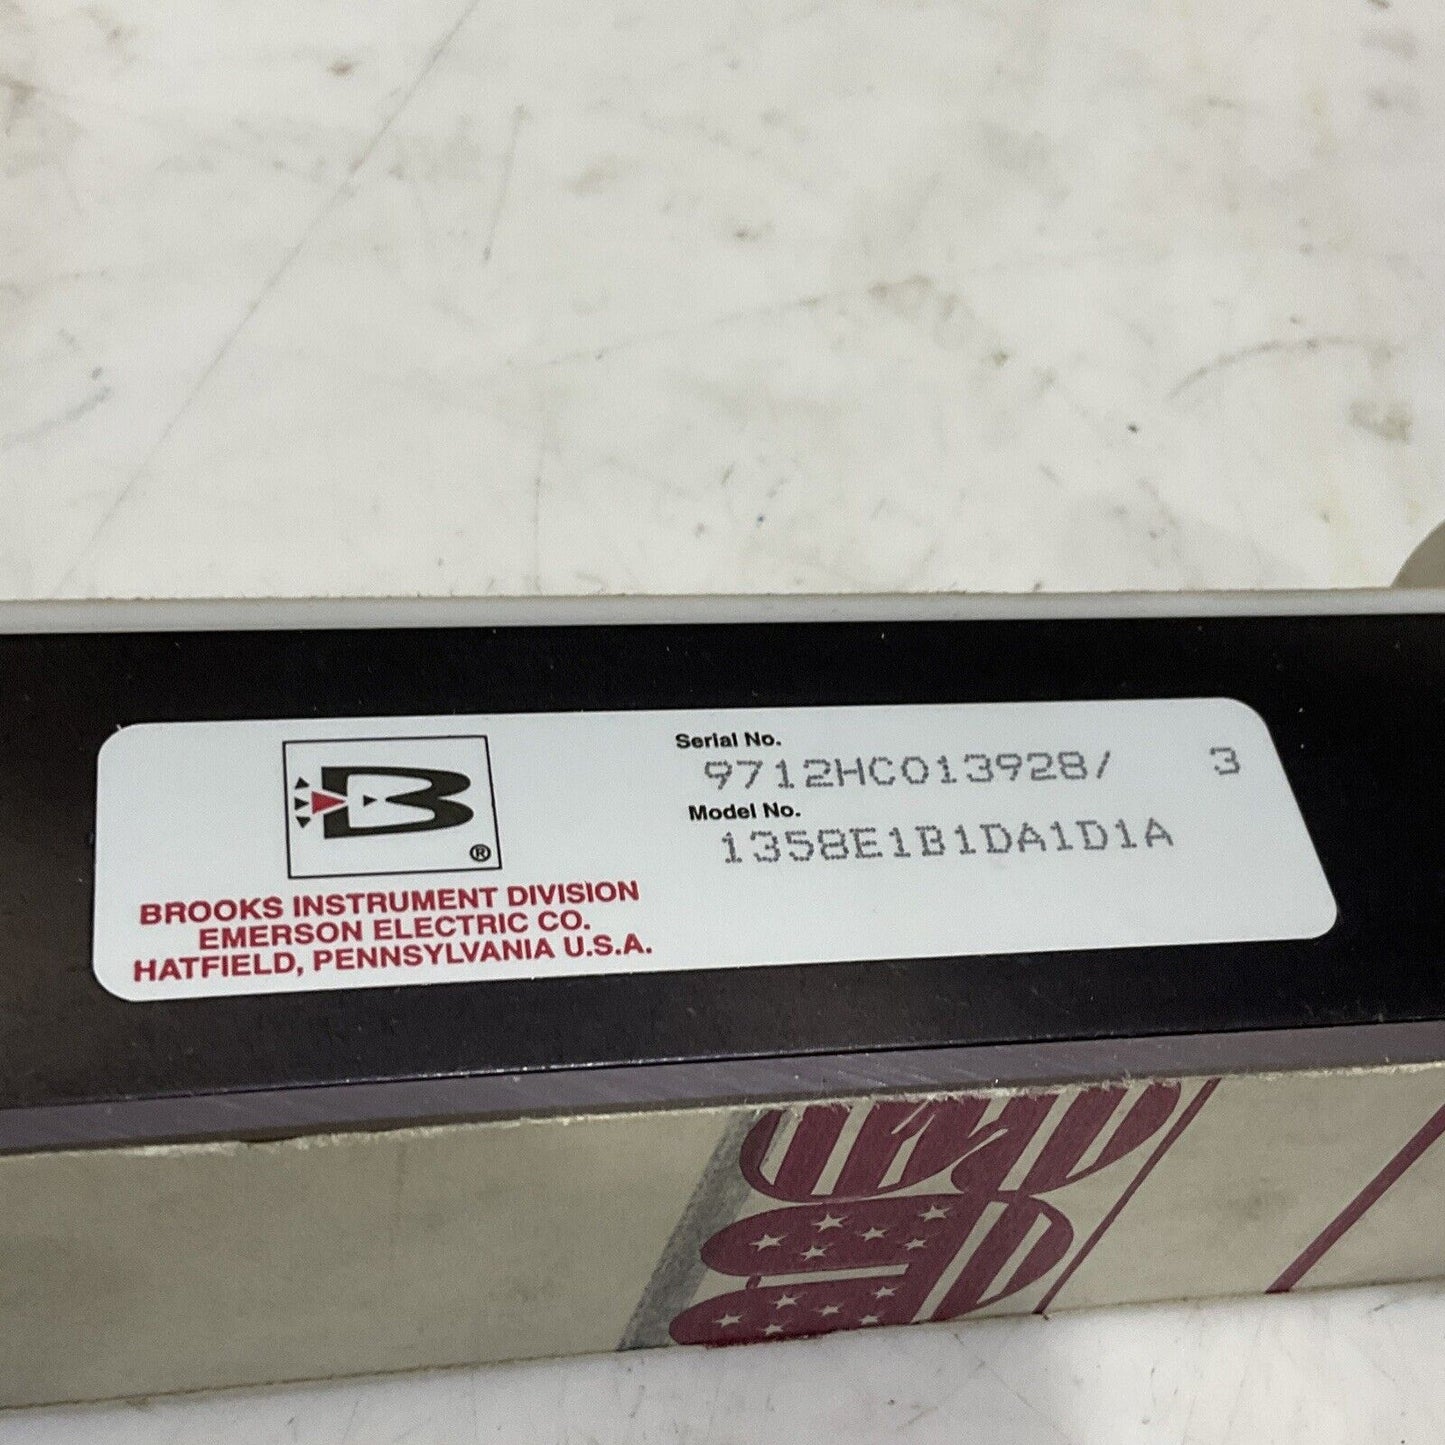 B
®
BROOKS INSTRUMENT DIVISION
EMERSON ELECTRIC CO.
HATFIELD, PENNSYLVANIA U.S.A.
Serial No.
9712HC013928/ 3
Model No.
1358E1B1DA1D1A